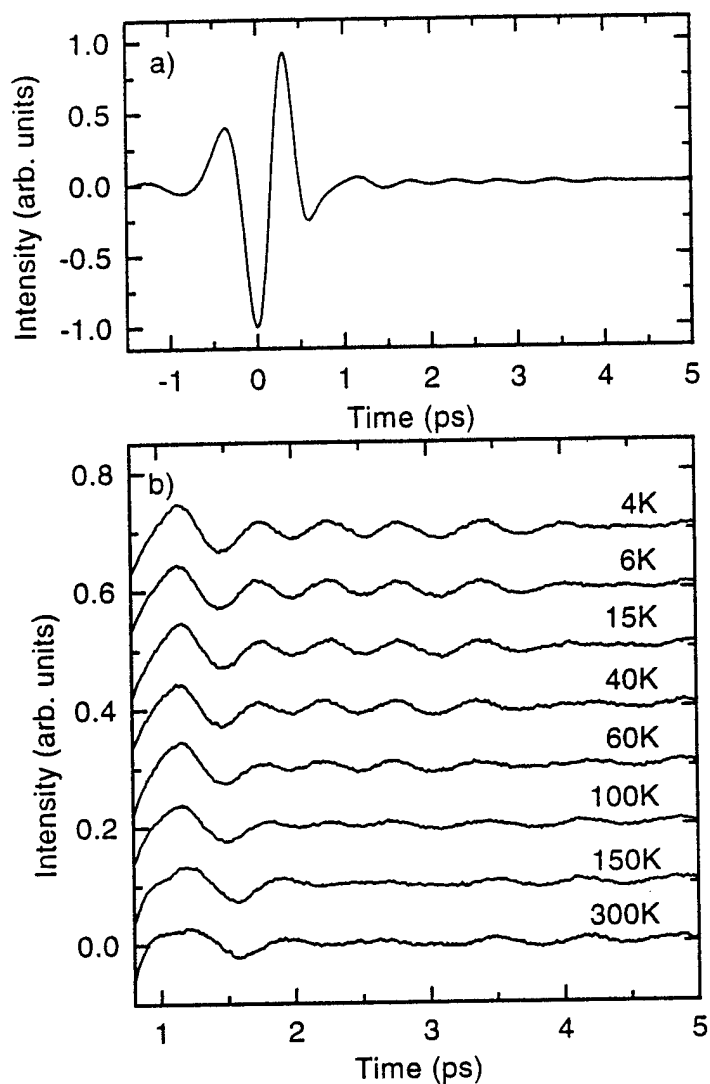 a)
Intensity (arb. units)
1.0
0.5
0.0
-0.5
-1.0
-1 0 1 2 3 4 5
Time (ps)
b)
Intensity (arb. units)
0.8
0.6
0.4
0.2
0.0
4K
6K
15K
40K
60K
100K
150K
300K
1 2 3 4 5
Time (ps)